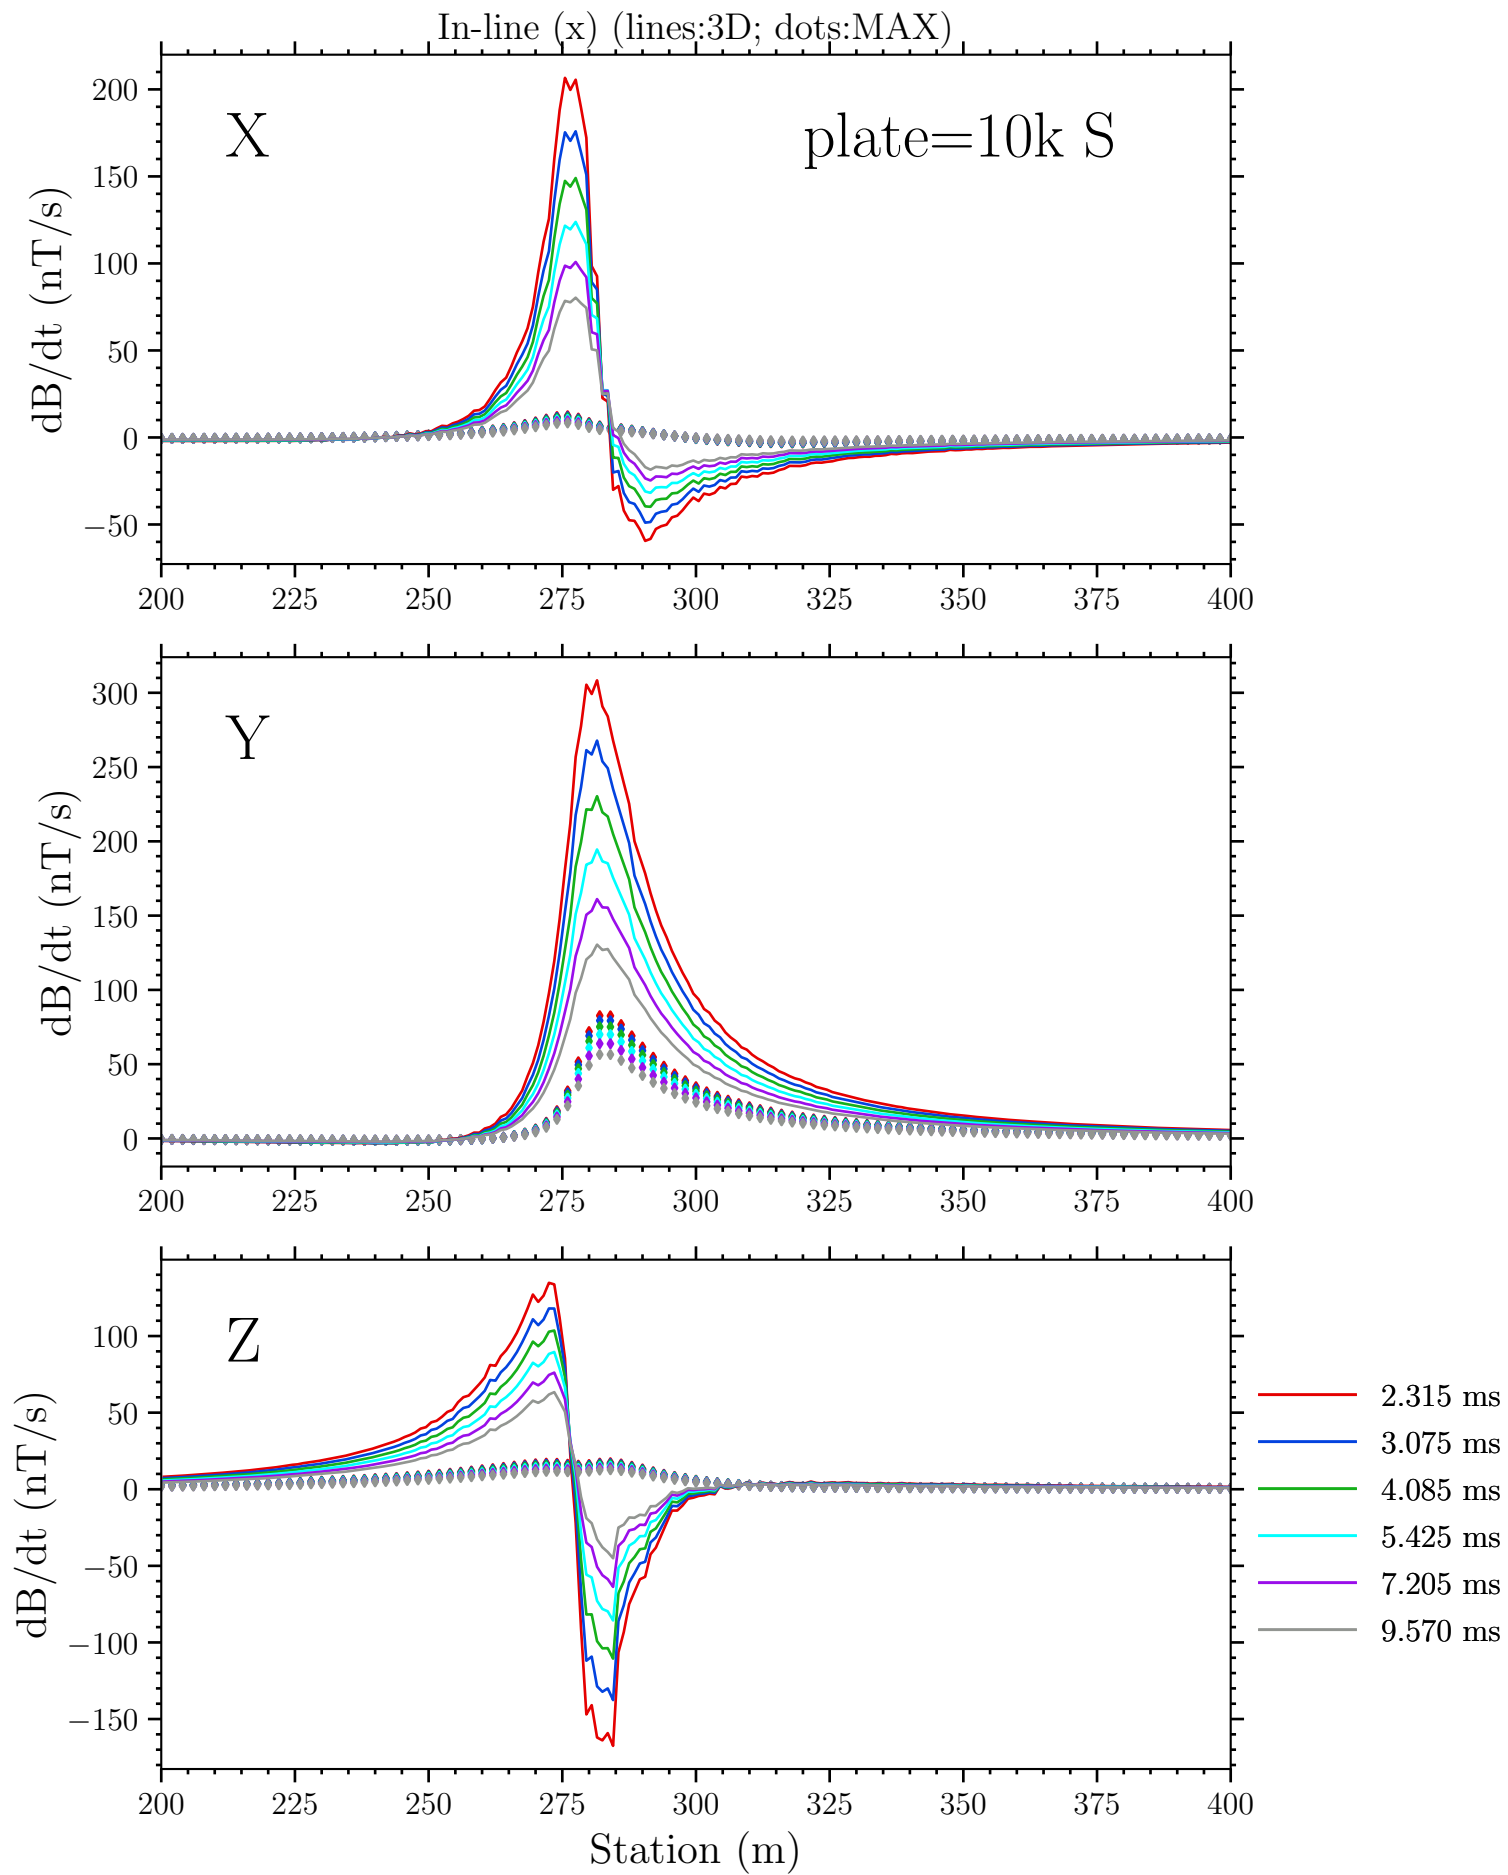 In-line (x) (lines:3D; dots:MAX)
X
plate=10k S
dB/dt (nT/s)
200
150
100
50
0
−50
200 225 250 275 300 325 350 375 400
Y
dB/dt (nT/s)
300
250
200
150
100
50
0
200 225 250 275 300 325 350 375 400
Z
dB/dt (nT/s)
100
50
0
−50
−100
−150
200 225 250 275 300 325 350 375 400
Station (m)
2.315 ms
3.075 ms
4.085 ms
5.425 ms
7.205 ms
9.570 ms